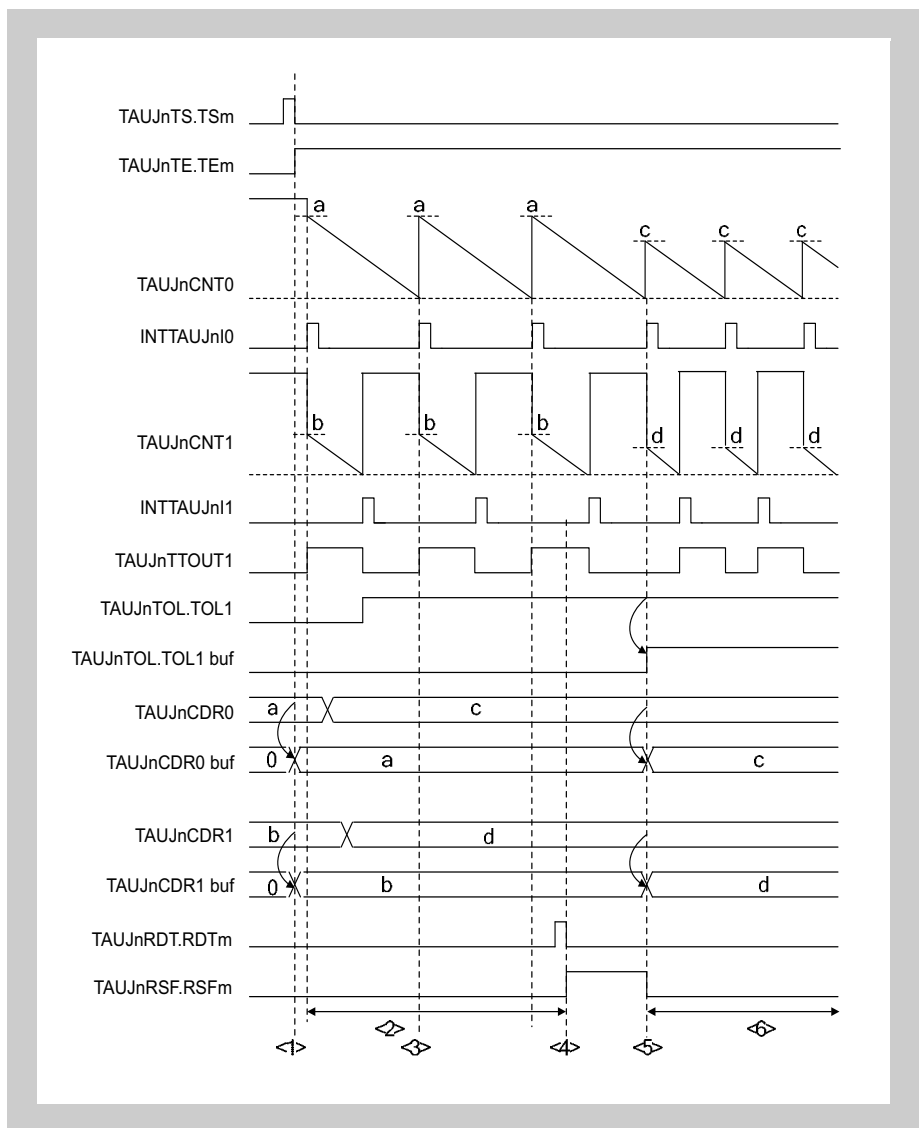 TAUJnTS.TSm
TAUJnTE.TEm
a a a
c c c
TAUJnCNT0
INTTAUJnI0
b b b
d d d
TAUJnCNT1
INTTAUJnI1
TAUJnTTOUT1
TAUJnTOL.TOL1
TAUJnTOL.TOL1 buf
TAUJnCDR0 a c
TAUJnCDR0 buf 0 a c
TAUJnCDR1 b d
TAUJnCDR1 buf 0 b d
TAUJnRDT.RDTm
TAUJnRSF.RSFm
<2> <6>
<1> <3> <4> <5>